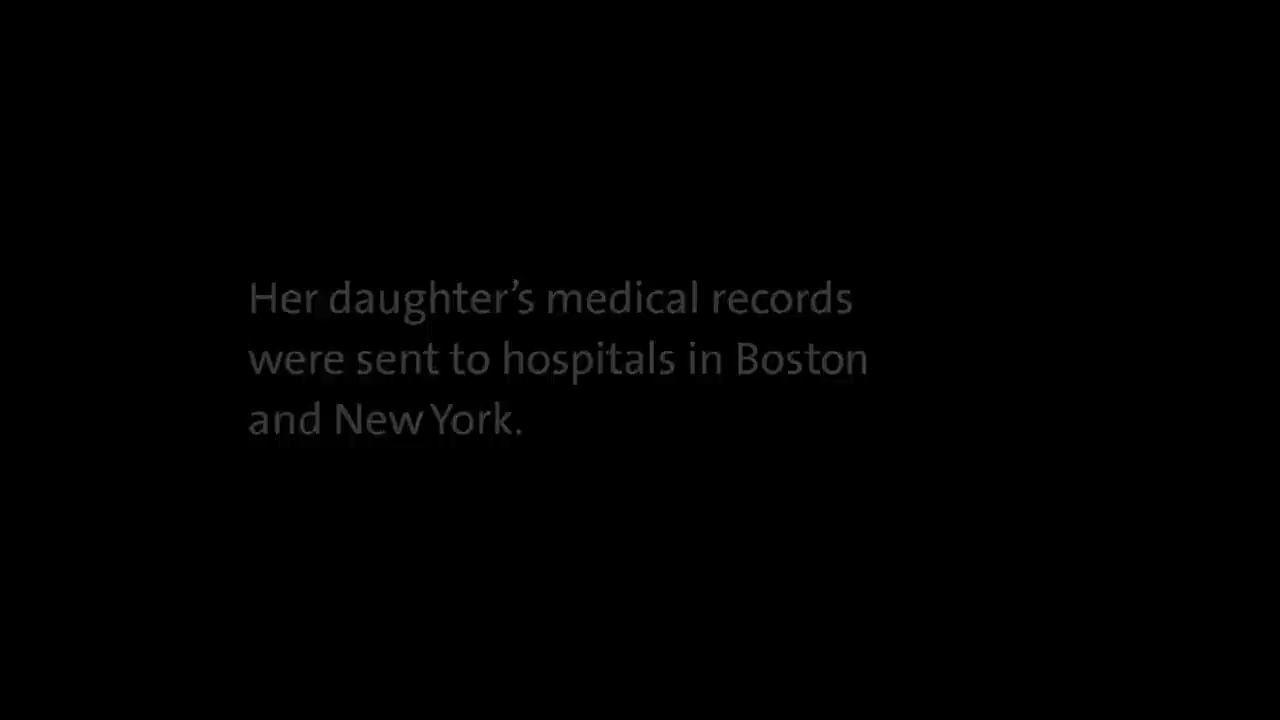 Her daughter’s medical records
were sent to hospitals in Boston
and New York.